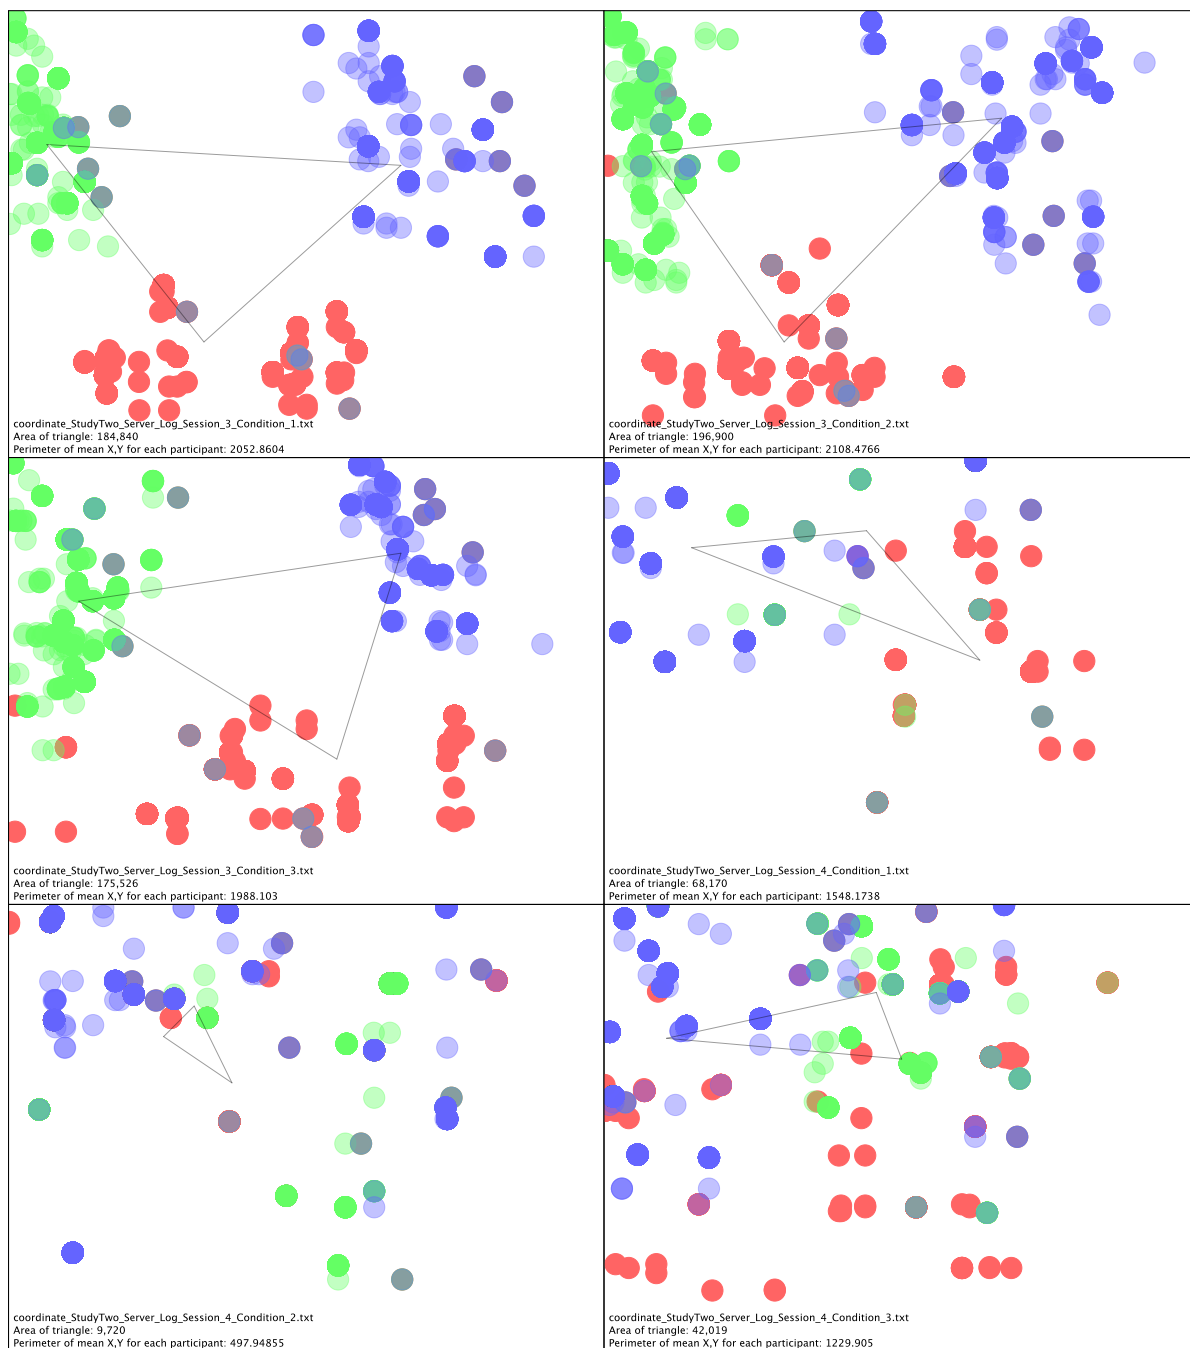 coordinate_StudyTwo_Server_Log_Session_3_Condition_1.txt
Area of triangle: 184,840
Perimeter of mean X,Y for each participant: 2052.8604
coordinate_StudyTwo_Server_Log_Session_3_Condition_2.txt
Area of triangle: 196,900
Perimeter of mean X,Y for each participant: 2108.4766
coordinate_StudyTwo_Server_Log_Session_3_Condition_3.txt
Area of triangle: 175,526
Perimeter of mean X,Y for each participant: 1988.103
coordinate_StudyTwo_Server_Log_Session_4_Condition_1.txt
Area of triangle: 68,170
Perimeter of mean X,Y for each participant: 1548.1738
coordinate_StudyTwo_Server_Log_Session_4_Condition_2.txt
Area of triangle: 9,720
Perimeter of mean X,Y for each participant: 497.94855
coordinate_StudyTwo_Server_Log_Session_4_Condition_3.txt
Area of triangle: 42,019
Perimeter of mean X,Y for each participant: 1229.905